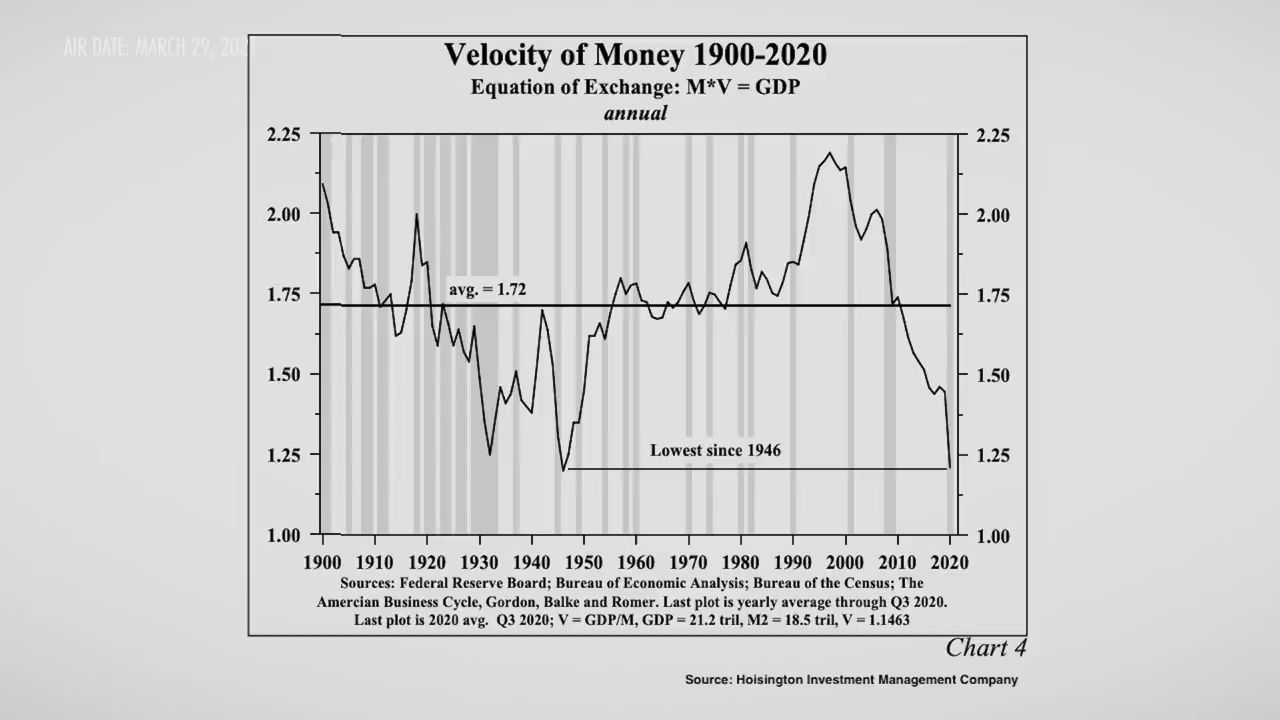 AIR DATE: MARCH 29, 202
Velocity of Money 1900-2020
Equation of Exchange: M*V = GDP
annual
2.25 2.25
2.00 2.00
avg. = 1.72
1.75 1.75
1.50 1.50
Lowest since 1946
1.25 1.25
1.00 1.00
1900 1910 1920 1930 1940 1950 1960 1970 1980 1990 2000 2010 2020
Sources: Federal Reserve Board; Bureau of Economic Analysis; Bureau of the Census; The
Amercian Business Cycle, Gordon, Balke and Romer. Last plot is yearly average through Q3 2020.
Last plot is 2020 avg. Q3 2020; V = GDP/M, GDP = 21.2 tril, M2 = 18.5 tril, V = 1.1463
Chart 4
Source: Hoisington Investment Management Company